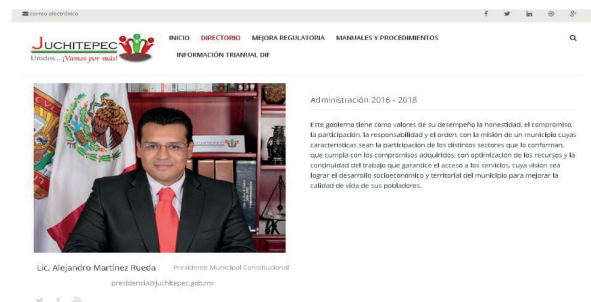 correo electrónico
JUCHITEPEC
Unidos... ¡Vamos por más!
INICIO DIRECTORIO MEJORA REGULATORIA MANUALES Y PROCEDIMIENTOS
INFORMACIÓN TRIANUAL DIF
Administración 2016 - 2018
Este gobierno tiene como valores de su desempeño la honestidad, el compromiso,
la participación, la responsabilidad y el orden, con la misión de un municipio cuyas
características sean la participación de los distintos sectores que lo conforman,
que cumpla con los compromisos adquiridos, con optimización de los recursos y la
continuidad del trabajo que garantice el acceso a los servicios, cuya visión sea
lograr el desarrollo socioeconómico y territorial del municipio para mejorar la
calidad de vida de sus pobladores.
Lic. Alejandro Martínez Rueda Presidente Municipal Constitucional
presidencia@juchitepec.gob.mx